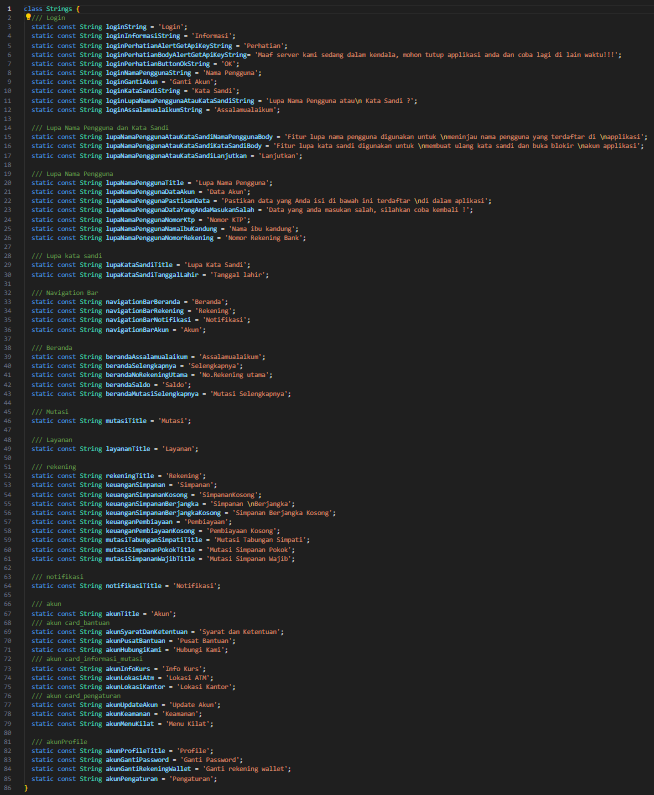 1 class Strings {
2 /// Login
3 static const String loginString = 'Login';
4 static const String loginInformasiString = 'Informasi';
5 static const String loginPerhatianAlertGetApiKeyString = 'Perhatian';
6 static const String loginPerhatianBodyAlertGetApiKeyString= 'Maaf server kami sedang dalam kendala, mohon tutup applikasi anda dan coba lagi di lain waktu!!!';
7 static const String loginPerhatianButtonOkString = 'OK';
8 static const String loginNamaPenggunaString = 'Nama Pengguna';
9 static const String loginGantiAkun = 'Ganti Akun';
10 static const String loginKataSandiString = 'Kata Sandi';
11 static const String loginLupaNamaPenggunaAtauKataSandiString = 'Lupa Nama Pengguna atau\n Kata Sandi ?';
12 static const String loginAssalamualaikumString = 'Assalamualaikum';
13
14 /// Lupa Nama Pengguna dan Kata Sandi
15 static const String lupaNamaPenggunaAtauKataSandiNamaPenggunaBody = 'Fitur lupa nama pengguna digunakan untuk \nmeninjau nama pengguna yang terdaftar di \napplikasi';
16 static const String lupaNamaPenggunaAtauKataSandiKataSandiBody = 'Fitur lupa kata sandi digunakan untuk \nmembuat ulang kata sandi dan buka blokir \nakun applikasi';
17 static const String lupaNamaPenggunaAtauKataSandiLanjutkan = 'Lanjutkan';
18
19 /// Lupa Nama Pengguna
20 static const String lupaNamaPenggunaTitle = 'Lupa Nama Pengguna';
21 static const String lupaNamaPenggunaDataAkun = 'Data Akun';
22 static const String lupaNamaPenggunaPastikanData = 'Pastikan data yang Anda isi di bawah ini terdaftar \ndi dalam aplikasi';
23 static const String lupaNamaPenggunaDataYangAndaMasukanSalah = 'Data yang anda masukan salah, silahkan coba kembali !';
24 static const String lupaNamaPenggunaNomorKtp = 'Nomor KTP';
25 static const String lupaNamaPenggunaNamaIbuKandung = 'Nama ibu kandung';
26 static const String lupaNamaPenggunaNomorRekening = 'Nomor Rekening Bank';
27
28 /// Lupa kata sandi
29 static const String lupaKataSandiTitle = 'Lupa Kata Sandi';
30 static const String lupaKataSandiTanggalLahir = 'Tanggal lahir';
31
32 /// Navigation Bar
33 static const String navigationBarBeranda = 'Beranda';
34 static const String navigationBarRekening = 'Rekening';
35 static const String navigationBarNotifikasi = 'Notifikasi';
36 static const String navigationBarAkun = 'Akun';
37
38 /// Beranda
39 static const String berandaAssalamualaikum = 'Assalamualaikum';
40 static const String berandaSelengkapnya = 'Selengkapnya';
41 static const String berandaNoRekeningUtama = 'No.Rekening utama';
42 static const String berandaSaldo = 'Saldo';
43 static const String berandaMutasiSelengkapnya = 'Mutasi Selengkapnya';
44
45 /// Mutasi
46 static const String mutasiTitle = 'Mutasi';
47
48 /// Layanan
49 static const String layananTitle = 'Layanan';
50
51 /// rekening
52 static const String rekeningTitle = 'Rekening';
53 static const String keuanganSimpanan = 'Simpanan';
54 static const String keuanganSimpananKosong = 'SimpananKosong';
55 static const String keuanganSimpananBerjangka = 'Simpanan \nBerjangka';
56 static const String keuanganSimpananBerjangkaKosong = 'Simpanan Berjangka Kosong';
57 static const String keuanganPembiayaan = 'Pembiayaan';
58 static const String keuanganPembiayaanKosong = 'Pembiayaan Kosong';
59 static const String mutasiTabunganSimpatiTitle = 'Mutasi Tabungan Simpati';
60 static const String mutasiSimpananPokokTitle = 'Mutasi Simpanan Pokok';
61 static const String mutasiSimpananWajibTitle = 'Mutasi Simpanan Wajib';
62
63 /// notifikasi
64 static const String notifikasiTitle = 'Notifikasi';
65
66 /// akun
67 static const String akunTitle = 'Akun';
68 /// akun card_bantuan
69 static const String akunSyaratDanKetentuan = 'Syarat dan Ketentuan';
70 static const String akunPusatBantuan = 'Pusat Bantuan';
71 static const String akunHubungiKami = 'Hubungi Kami';
72 /// akun card_informasi_mutasi
73 static const String akunInfoKurs = 'Info Kurs';
74 static const String akunLokasiAtm = 'Lokasi ATM';
75 static const String akunLokasiKantor = 'Lokasi Kantor';
76 /// akun card_pengaturan
77 static const String akunUpdateAkun = 'Update Akun';
78 static const String akunKeamanan = 'Keamanan';
79 static const String akunMenuKilat = 'Menu Kilat';
80
81 /// akunProfile
82 static const String akunProfileTitle = 'Profile';
83 static const String akunGantiPassword = 'Ganti Password';
84 static const String akunGantiRekeningWallet = 'Ganti rekening wallet';
85 static const String akunPengaturan = 'Pengaturan';
86 }